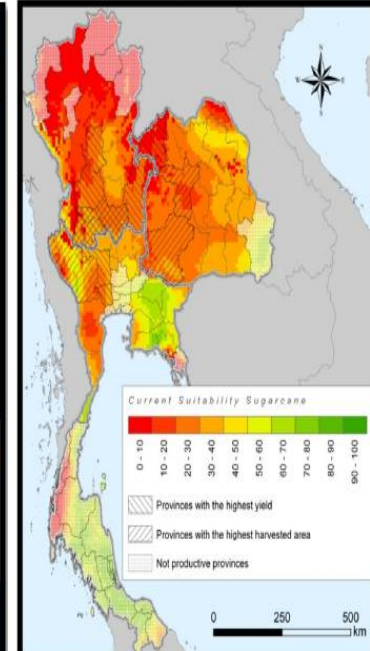 N
Current Suitability Sugarcane
0 - 10
10 - 20
20 - 30
30 - 40
40 - 50
50 - 60
60 - 70
70 - 80
80 - 90
90 - 100
Provinces with the highest yield
Provinces with the highest harvested area
Not productive provinces
0 250 500
km